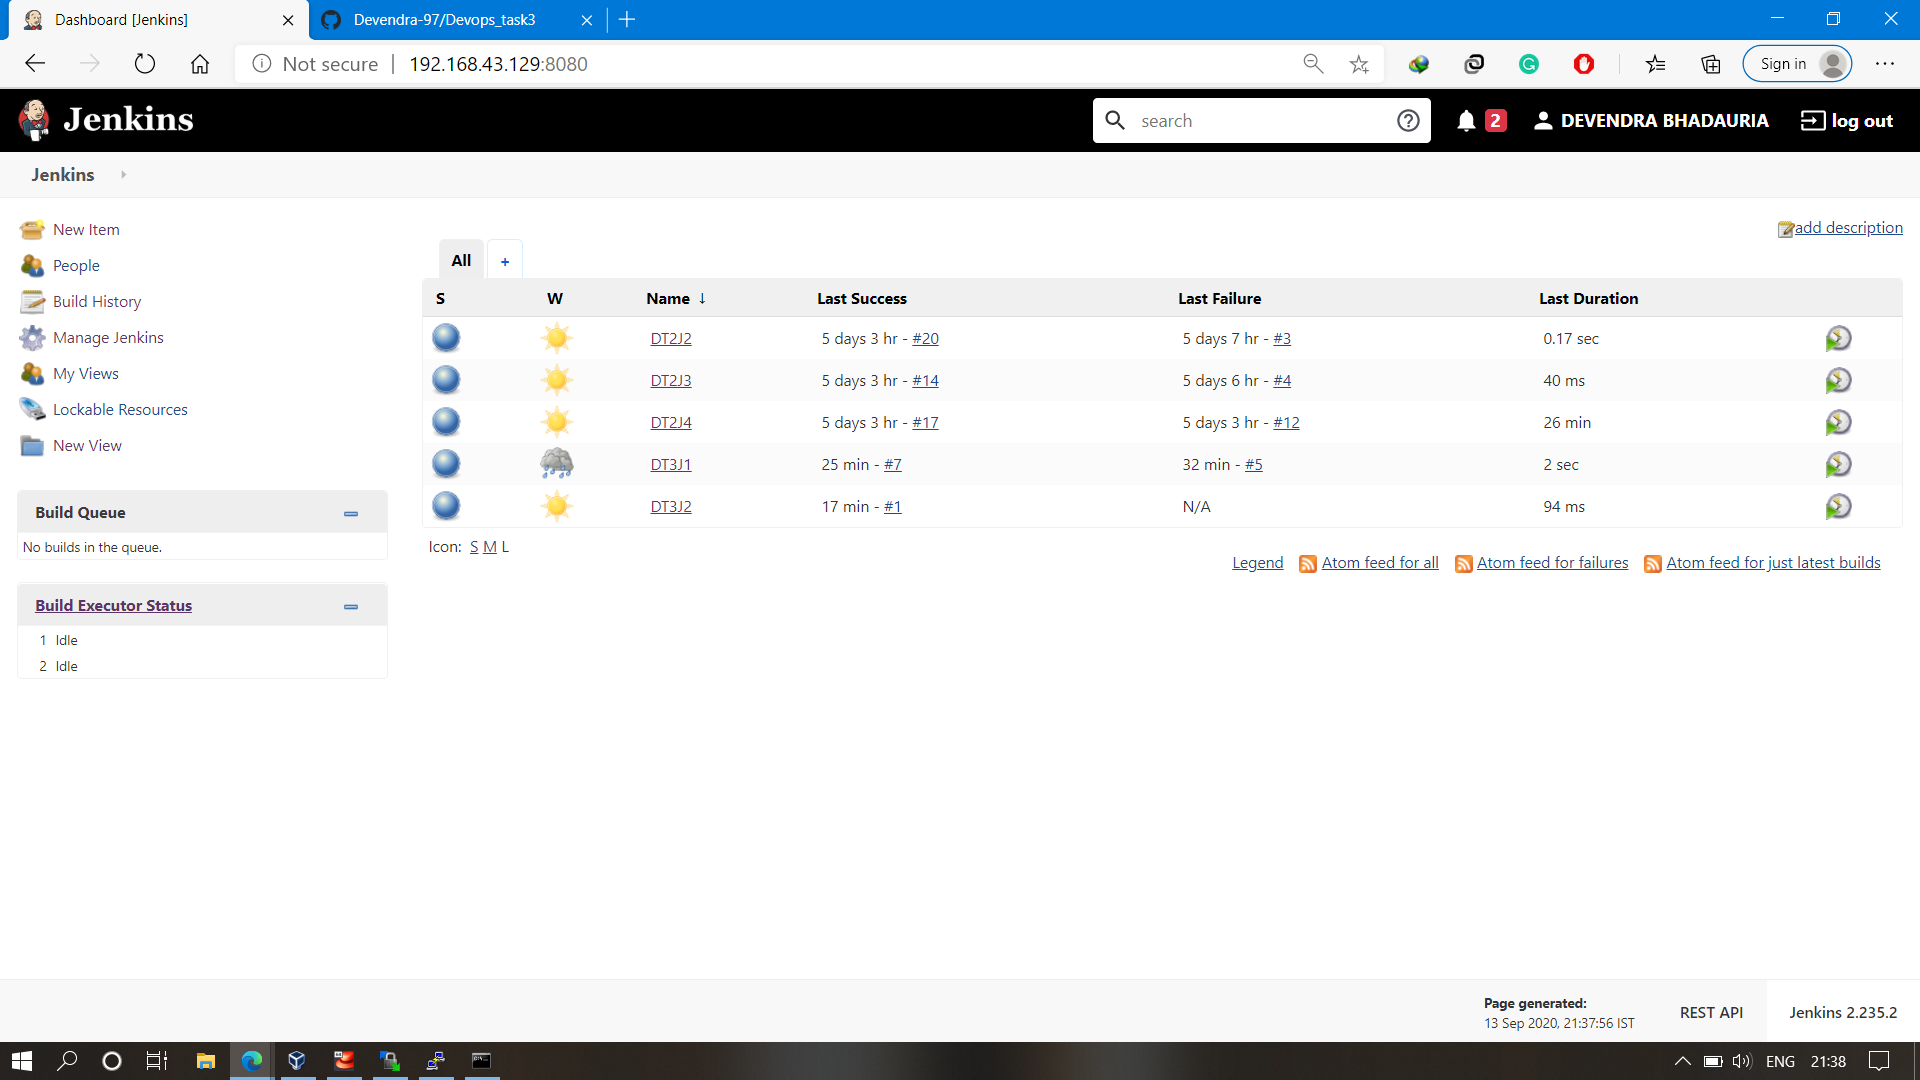 Dashboard [Jenkins]
Devendra-97/Devops_task3
Not secure | 192.168.43.129:8080
Sign in
Jenkins
search
2
DEVENDRA BHADAURIA
log out
Jenkins
New Item
People
Build History
Manage Jenkins
My Views
Lockable Resources
New View
Build Queue
No builds in the queue.
Build Executor Status
1 Idle
2 Idle
add description
All +
S W Name ↓ Last Success Last Failure Last Duration
DT2J2 5 days 3 hr - #20 5 days 7 hr - #3 0.17 sec
DT2J3 5 days 3 hr - #14 5 days 6 hr - #4 40 ms
DT2J4 5 days 3 hr - #17 5 days 3 hr - #12 26 min
DT3J1 25 min - #7 32 min - #5 2 sec
DT3J2 17 min - #1 N/A 94 ms
Icon: S M L
Legend Atom feed for all Atom feed for failures Atom feed for just latest builds
Page generated:
13 Sep 2020, 21:37:56 IST
REST API
Jenkins 2.235.2
ENG 21:38